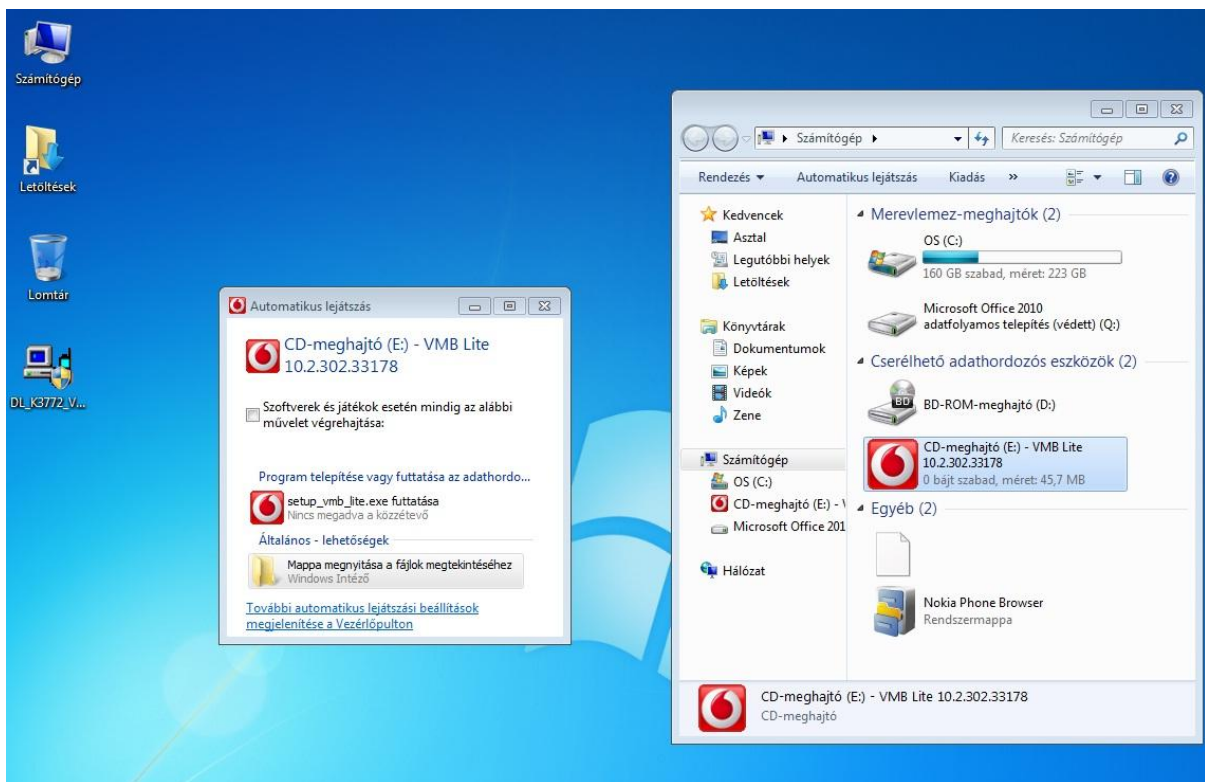 Számítógép
Letöltések
Lomtár
DL_K3772_V...
Automatikus lejátszás
CD-meghajtó (E:) - VMB Lite
10.2.302.33178
Szoftverek és játékok esetén mindig az alábbi
művelet végrehajtása:
Program telepítése vagy futtatása az adathordo...
setup_vmb_lite.exe futtatása
Nincs megadva a közzétevő
Általános - lehetőségek
Mappa megnyitása a fájlok megtekintéséhez
Windows Intéző
További automatikus lejátszási beállítások
megjelenítése a Vezérlőpulton
Számítógép
Keresés: Számítógép
Rendezés
Automatikus lejátszás
Kiadás
»
Kedvencek
Asztal
Legutóbbi helyek
Letöltések
Könyvtárak
Dokumentumok
Képek
Videók
Zene
Számítógép
OS (C:)
CD-meghajtó (E:) - V
Microsoft Office 201
Hálózat
Merevlemez-meghajtók (2)
OS (C:)
160 GB szabad, méret: 223 GB
Microsoft Office 2010
adatfolyamos telepítés (védett) (Q:)
Cserélhető adathordozós eszközök (2)
BD
BD-ROM-meghajtó (D:)
CD-meghajtó (E:) - VMB Lite
10.2.302.33178
0 bájt szabad, méret: 45,7 MB
Egyéb (2)
Nokia Phone Browser
Rendszermappa
CD-meghajtó (E:) - VMB Lite 10.2.302.33178
CD-meghajtó